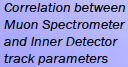 Correlation between
Muon Spectrometer
and Inner Detector
track parameters